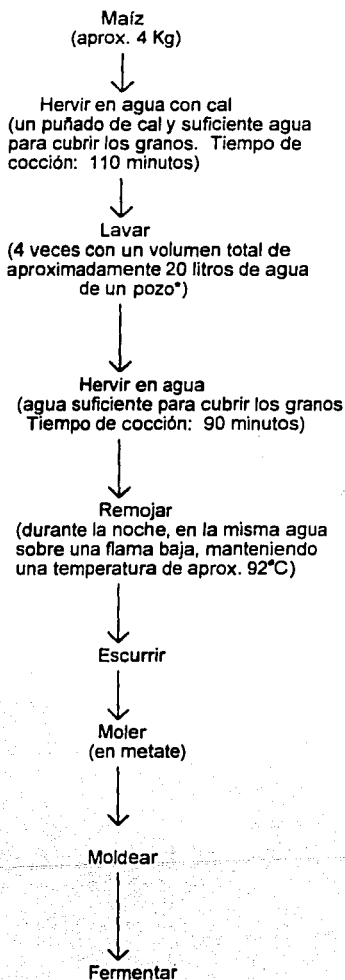 Maíz
(aprox. 4 Kg)
Hervir en agua con cal
(un puñado de cal y suficiente agua
para cubrir los granos. Tiempo de
cocción: 110 minutos)
Lavar
(4 veces con un volumen total de
aproximadamente 20 litros de agua
de un pozo*)
Hervir en agua
(agua suficiente para cubrir los granos
Tiempo de cocción: 90 minutos)
Remojar
(durante la noche, en la misma agua
sobre una flama baja, manteniendo
una temperatura de aprox. 92°C)
Escurrir
Moler
(en metate)
Moldear
Fermentar